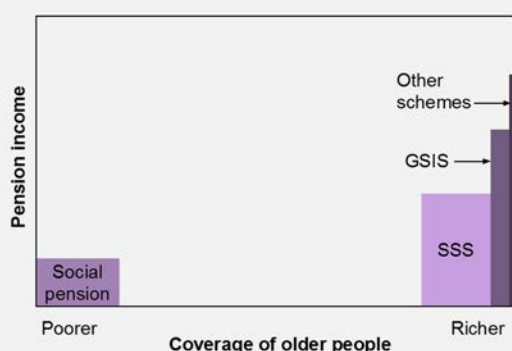 Pension income
Other
schemes
GSIS
SSS
Social
pension
Poorer
Richer
Coverage of older people